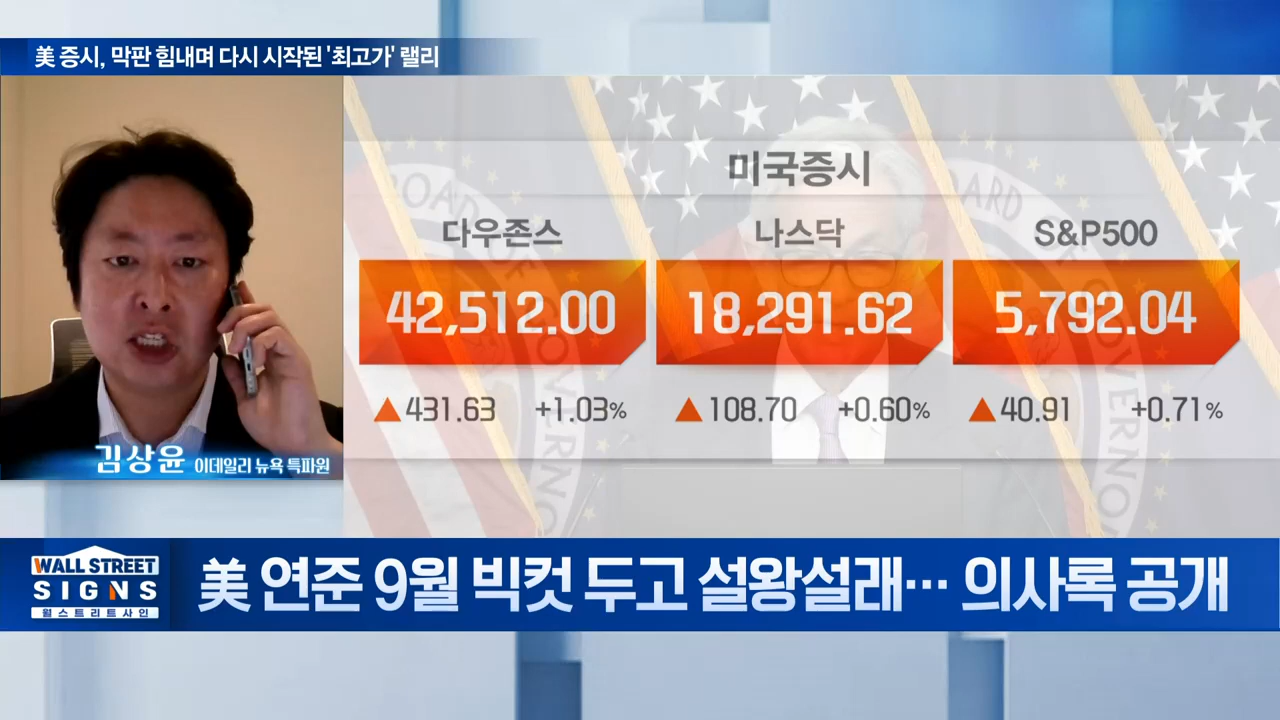 美 증시, 막판 힘내며 다시 시작된 '최고가' 랠리
미국증시
다우존스 나스닥 S&P500
42,512.00 18,291.62 5,792.04
▲431.63 +1.03% ▲108.70 +0.60% ▲40.91 +0.71%
김상윤 이데일리 뉴욕 특파원
WALL STREET
SIGNS
월스트리트사인
美 연준 9월 빅컷 두고 설왕설래… 의사록 공개